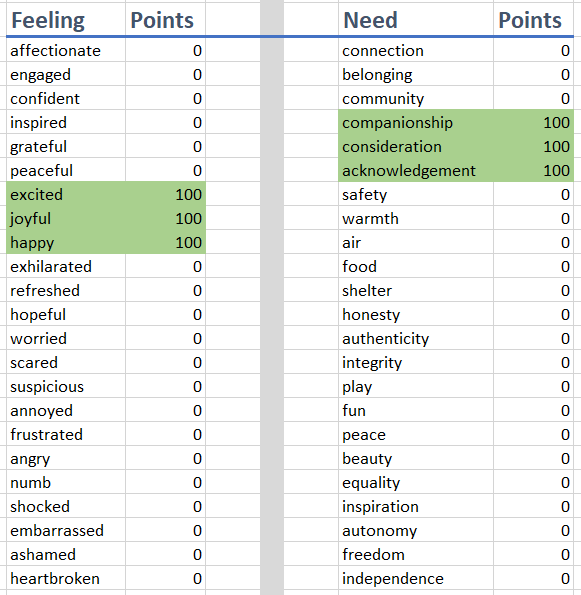 Feeling Points Need Points
affectionate 0 connection 0
engaged 0 belonging 0
confident 0 community 0
inspired 0 companionship 100
grateful 0 consideration 100
peaceful 0 acknowledgement 100
excited 100 safety 0
joyful 100 warmth 0
happy 100 air 0
exhilarated 0 food 0
refreshed 0 shelter 0
hopeful 0 honesty 0
worried 0 authenticity 0
scared 0 integrity 0
suspicious 0 play 0
annoyed 0 fun 0
frustrated 0 peace 0
angry 0 beauty 0
numb 0 equality 0
shocked 0 inspiration 0
embarrassed 0 autonomy 0
ashamed 0 freedom 0
heartbroken 0 independence 0